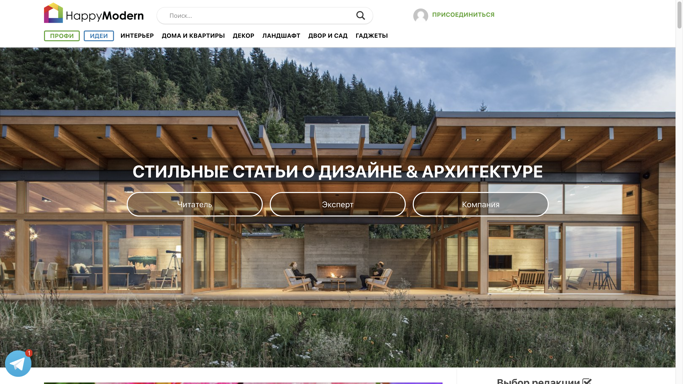 HappyModern
Поиск...
ПРИСОЕДИНИТЬСЯ
ПРОФИ
ИДЕИ
ИНТЕРЬЕР
ДОМА И КВАРТИРЫ
ДЕКОР
ЛАНДШАФТ
ДВОР И САД
ГАДЖЕТЫ
СТИЛЬНЫЕ СТАТЬИ О ДИЗАЙНЕ & АРХИТЕКТУРЕ
Читатель
Эксперт
Компания
1
Выбор редакции